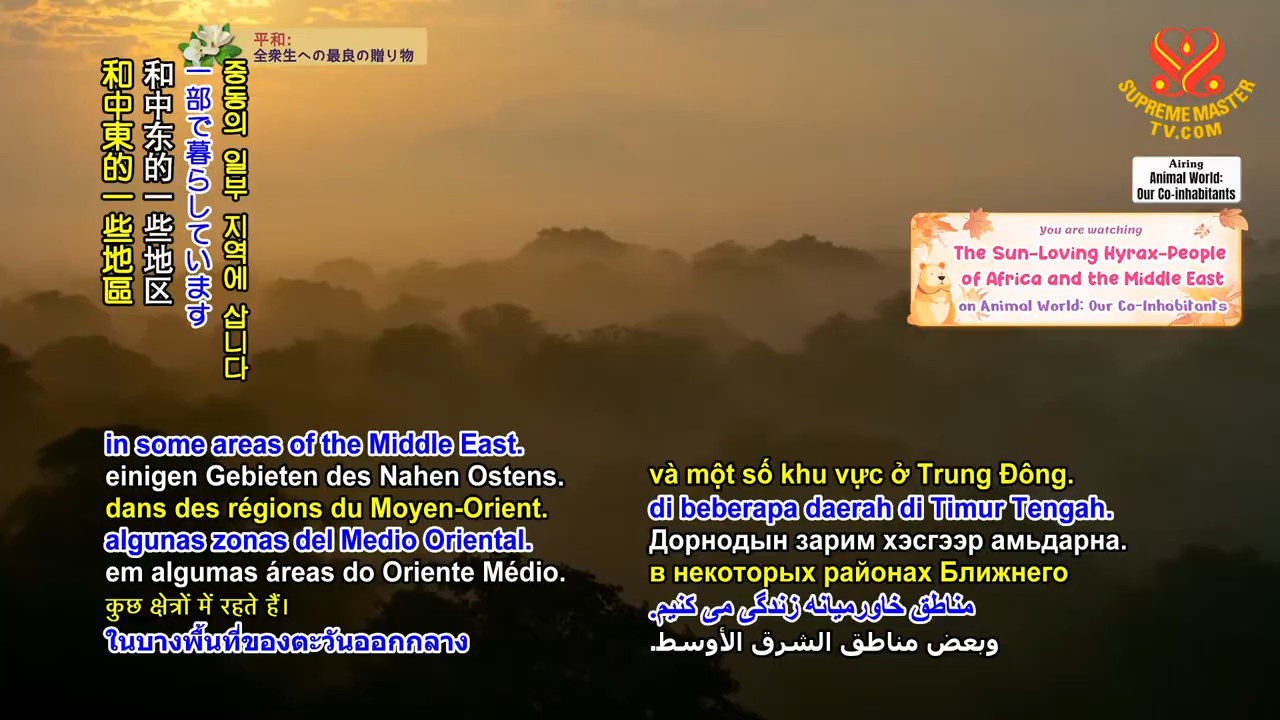 平和:
全衆生への最良の贈り物
和中東的一些地區
和中东的一些地区
一部で暮らしています
중동의 일부 지역에 삽니다
SUPREME MASTER
TV.COM
Airing
Animal World:
Our Co-inhabitants
You are watching
The Sun-Loving Hyrax-People
of Africa and the Middle East
on Animal World: Our Co-Inhabitants
in some areas of the Middle East.
einigen Gebieten des Nahen Ostens.
dans des régions du Moyen-Orient.
algunas zonas del Medio Oriental.
em algumas áreas do Oriente Médio.
कुछ क्षेत्रों में रहते हैं।
ในบางพื้นที่ของตะวันออกกลาง
và một số khu vực ở Trung Đông.
di beberapa daerah di Timur Tengah.
Дорнодын зарим хэсгээр амьдарна.
в некоторых районах Ближнего
مناطق خاورمیانه زندگی می کنیم.
وبعض مناطق الشرق الأوسط.